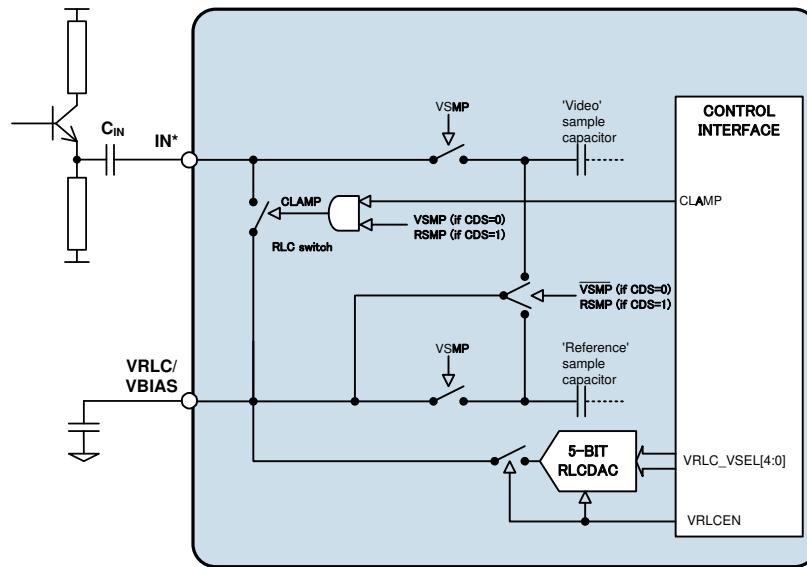 VSMP
'Video'
sample
capacitor
CONTROL
INTERFACE
CIN
IN*
CLAMP
CLAMP
VSMP (if CDS=0)
RSMP (if CDS=1)
RLC switch
VSMP (if CDS=0)
RSMP (if CDS=1)
VRLC/
VBIAS
VSMP
'Reference'
sample
capacitor
5-BIT
RLCDAC
VRLC_VSEL[4:0]
VRLCEN